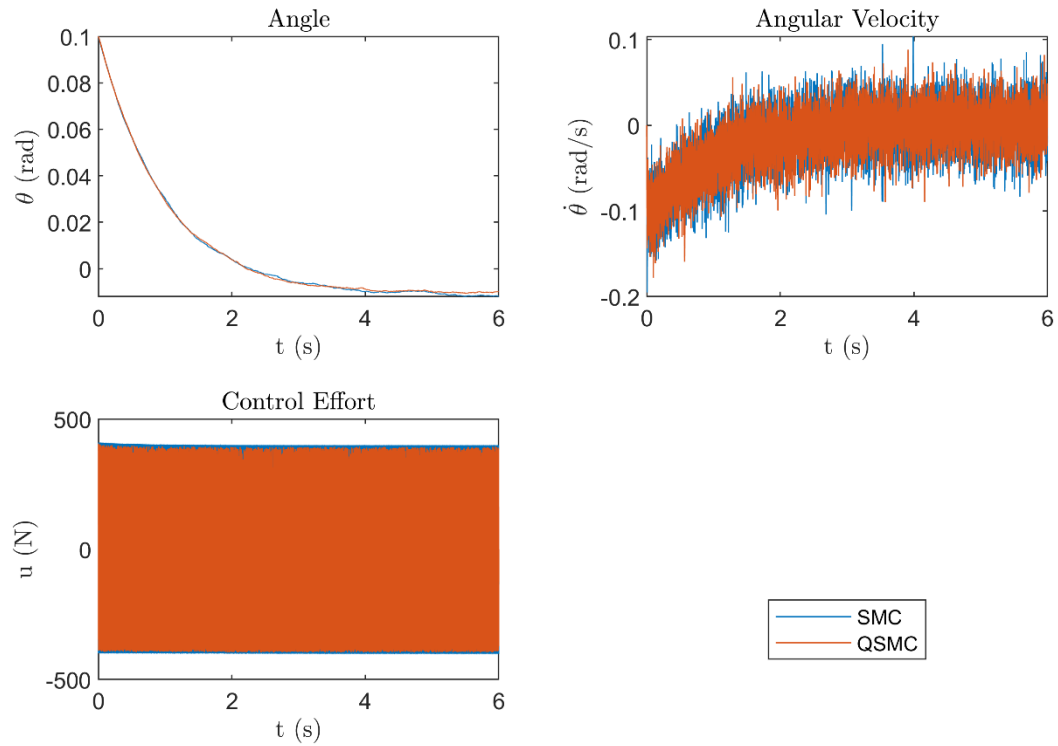 Angle
0.1
0.08
0.06
0.04
0.02
0
θ (rad)
0
2
4
6
t (s)
Angular Velocity
0.1
0
-0.1
-0.2
θ̇ (rad/s)
0
2
4
6
t (s)
Control Effort
500
0
-500
u (N)
0
2
4
6
t (s)
SMC
QSMC